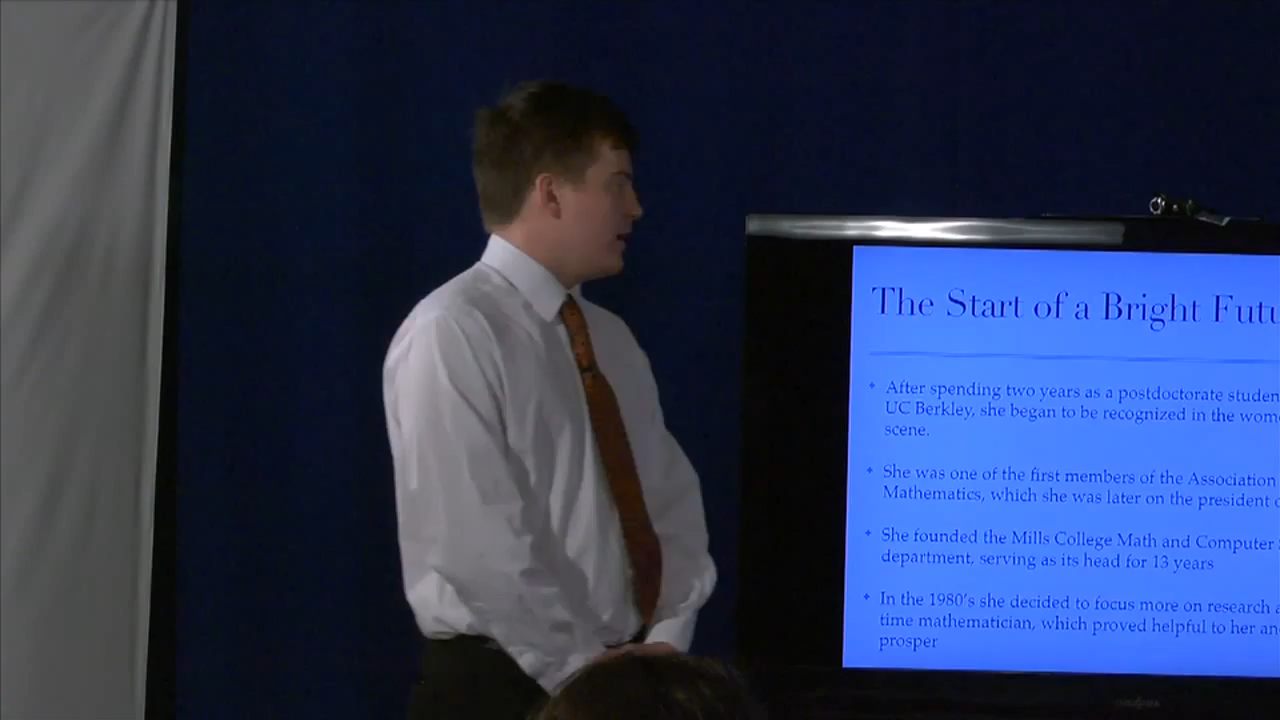 The Start of a Bright Futu
After spending two years as a postdoctorate studen
UC Berkley, she began to be recognized in the wom
scene.
She was one of the first members of the Association
Mathematics, which she was later on the president o
She founded the Mills College Math and Computer S
department, serving as its head for 13 years
In the 1980's she decided to focus more on research a
time mathematician, which proved helpful to her an
prosper